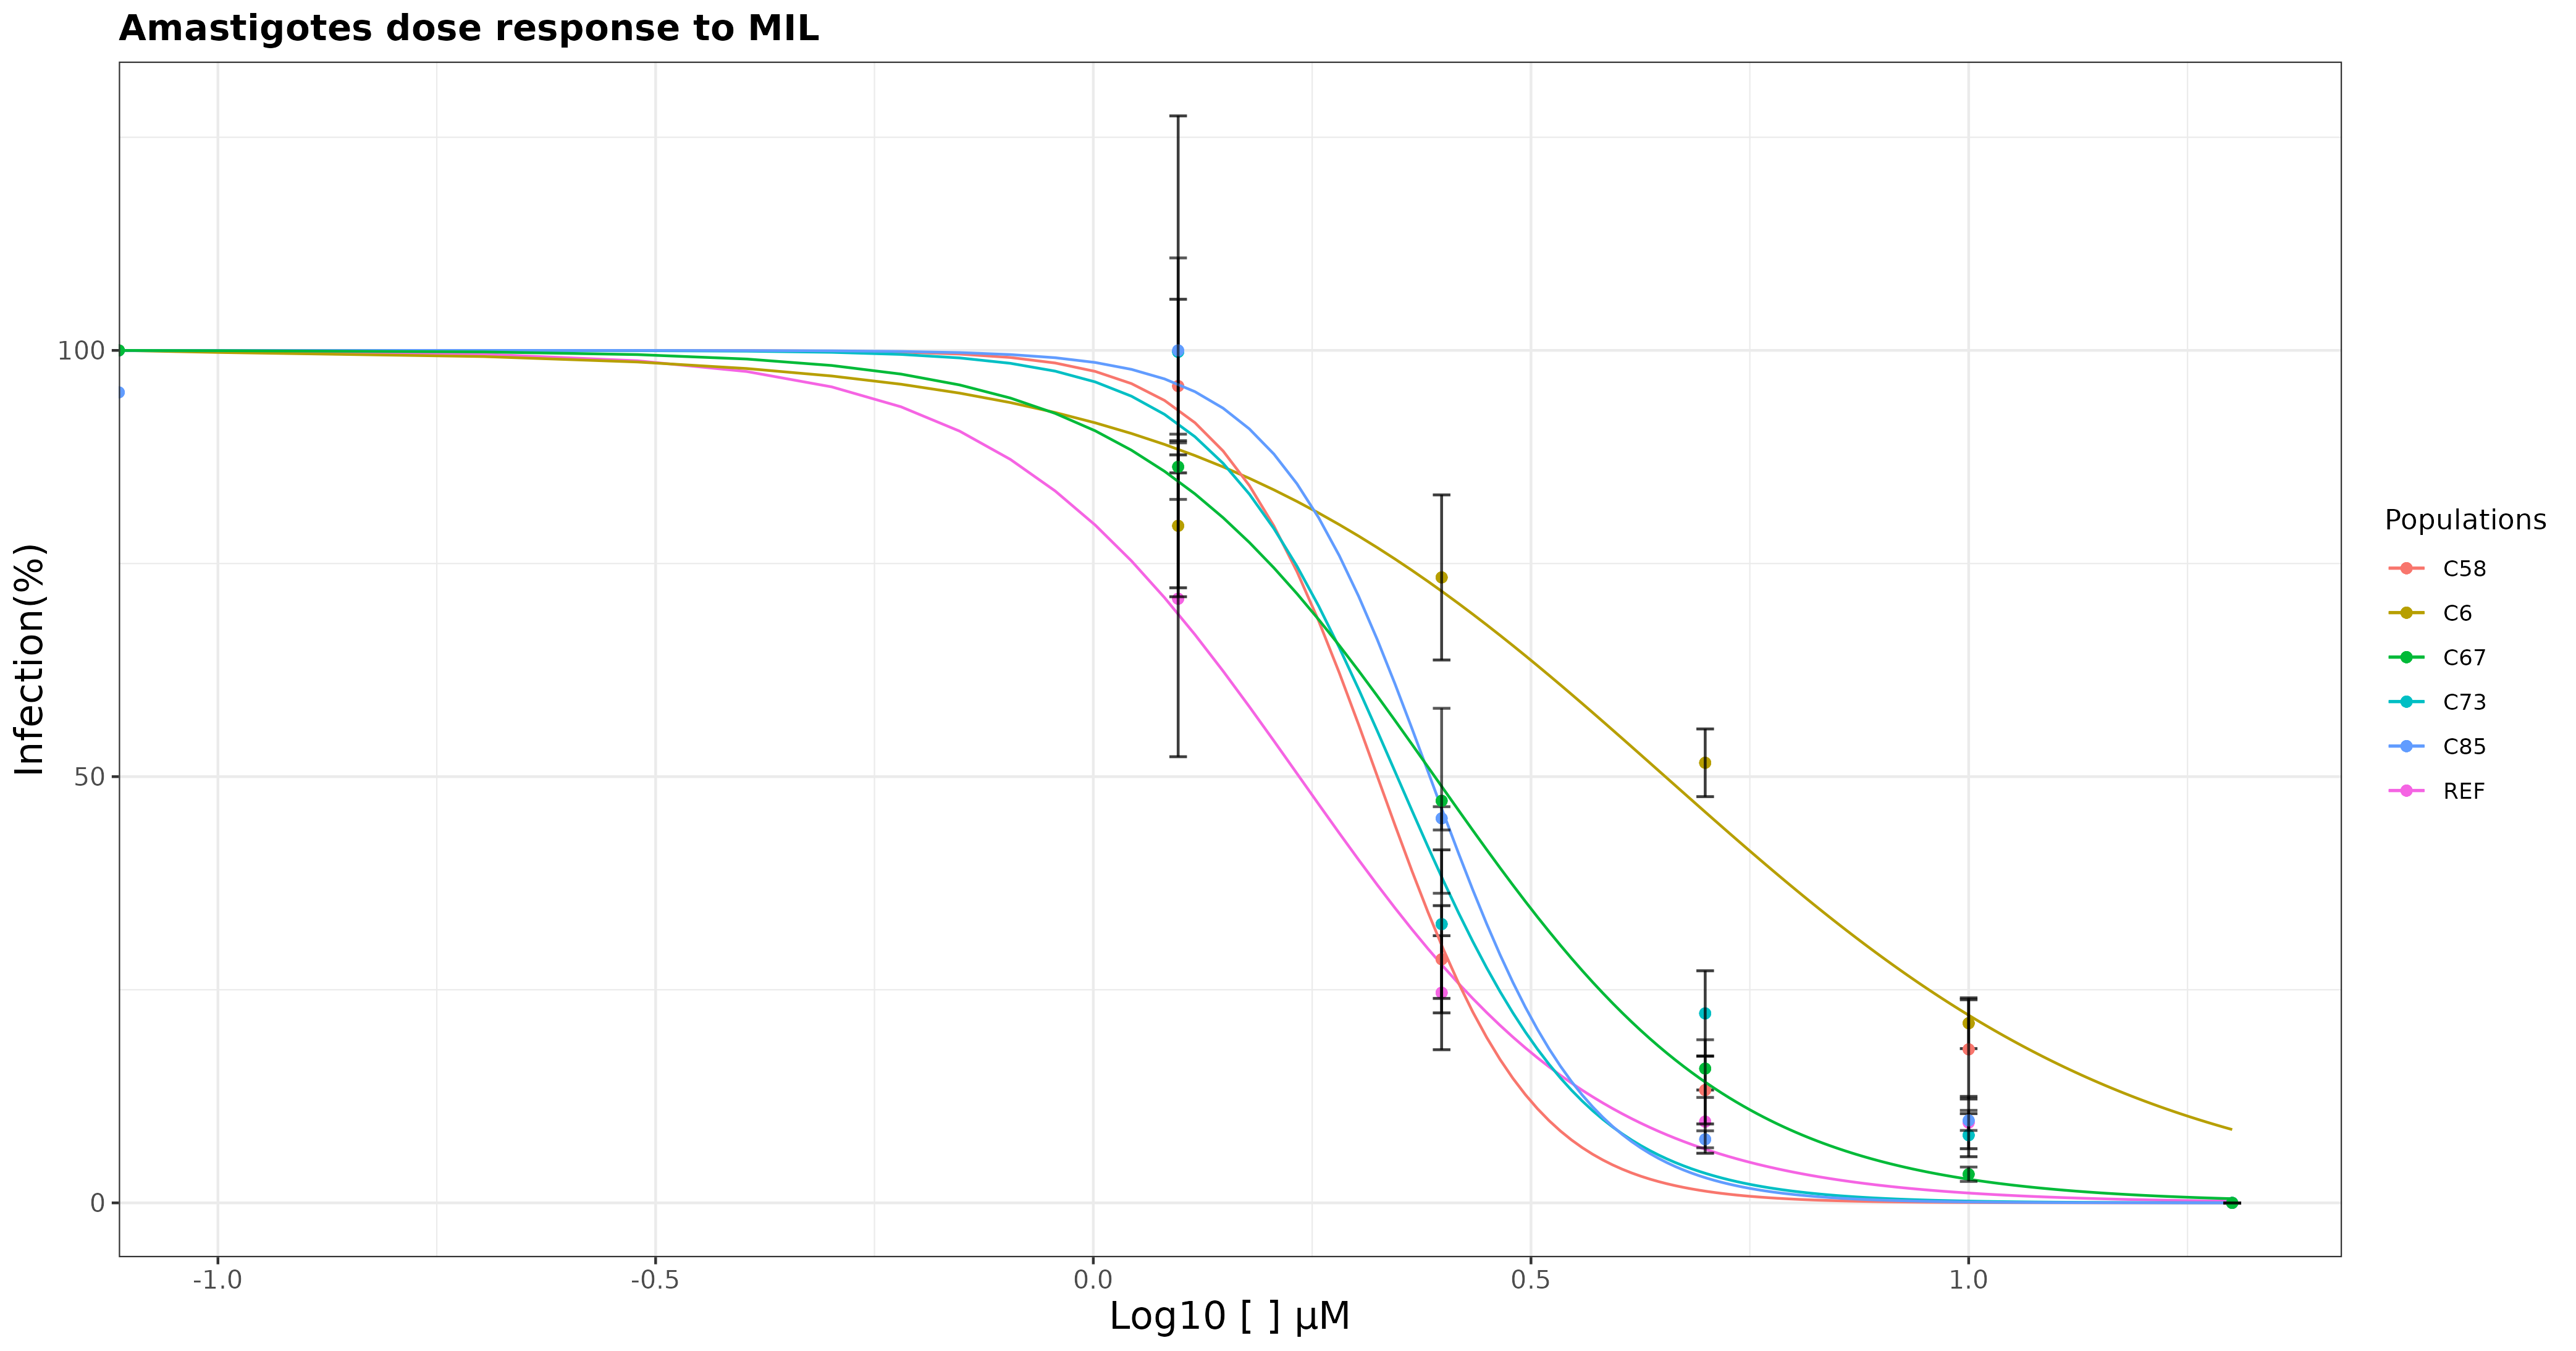 Amastigotes dose response to MIL
Infection(%)
100
50
0
-1.0
-0.5
0.0
0.5
1.0
Log10 [ ] µM
Populations
C58
C6
C67
C73
C85
REF